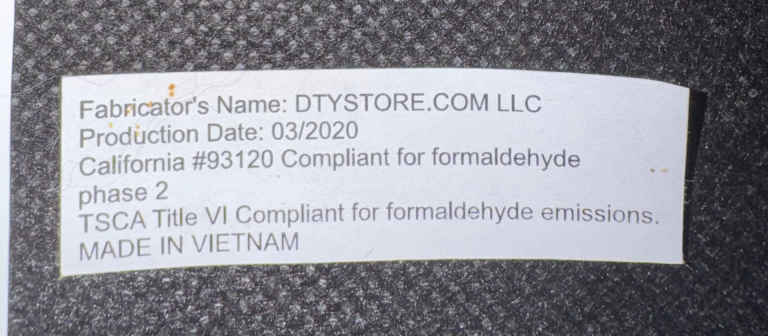 Fabricator's Name: DTYSTORE.COM LLC
Production Date: 03/2020
California #93120 Compliant for formaldehyde
phase 2
TSCA Title VI Compliant for formaldehyde emissions.
MADE IN VIETNAM